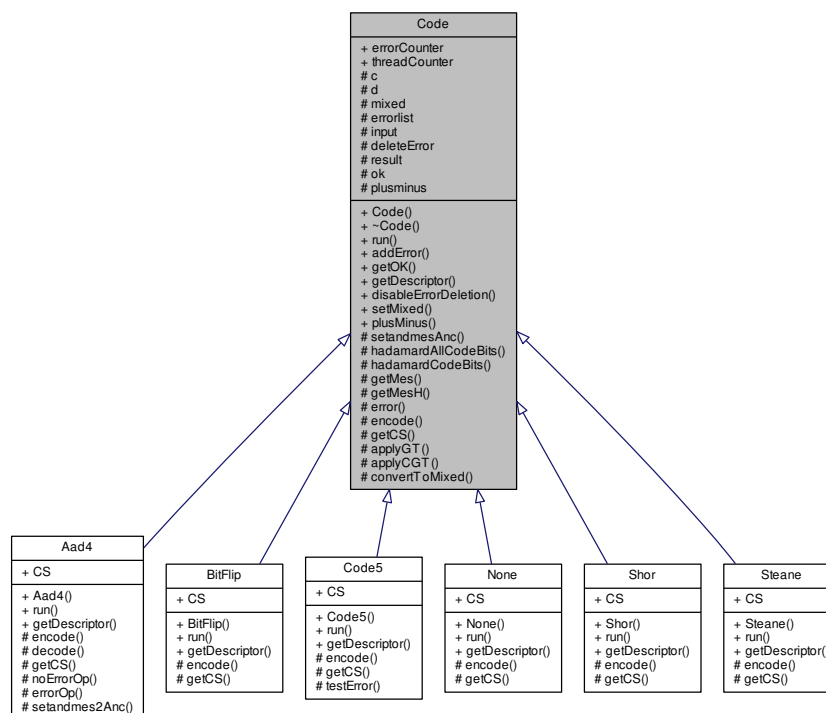 Code
+ errorCounter
+ threadCounter
# c
# d
# mixed
# errorlist
# input
# deleteError
# result
# ok
# plusminus
+ Code()
+ ~Code()
+ run()
+ addError()
+ getOK()
+ getDescriptor()
+ disableErrorDeletion()
+ setMixed()
+ plusMinus()
# setandmesAnc()
# hadamardAllCodeBits()
# hadamardCodeBits()
# getMes()
# getMesH()
# error()
# encode()
# getCS()
# applyGT()
# applyCGT()
# convertToMixed()
Aad4
+ CS
+ Aad4()
+ run()
+ getDescriptor()
# encode()
# decode()
# getCS()
# noErrorOp()
# errorOp()
# setandmes2Anc()
BitFlip
+ CS
+ BitFlip()
+ run()
+ getDescriptor()
# encode()
# getCS()
Code5
+ CS
+ Code5()
+ run()
+ getDescriptor()
# encode()
# getCS()
# testError()
None
+ CS
+ None()
+ run()
+ getDescriptor()
# encode()
# getCS()
Shor
+ CS
+ Shor()
+ run()
+ getDescriptor()
# encode()
# getCS()
Steane
+ CS
+ Steane()
+ run()
+ getDescriptor()
# encode()
# getCS()